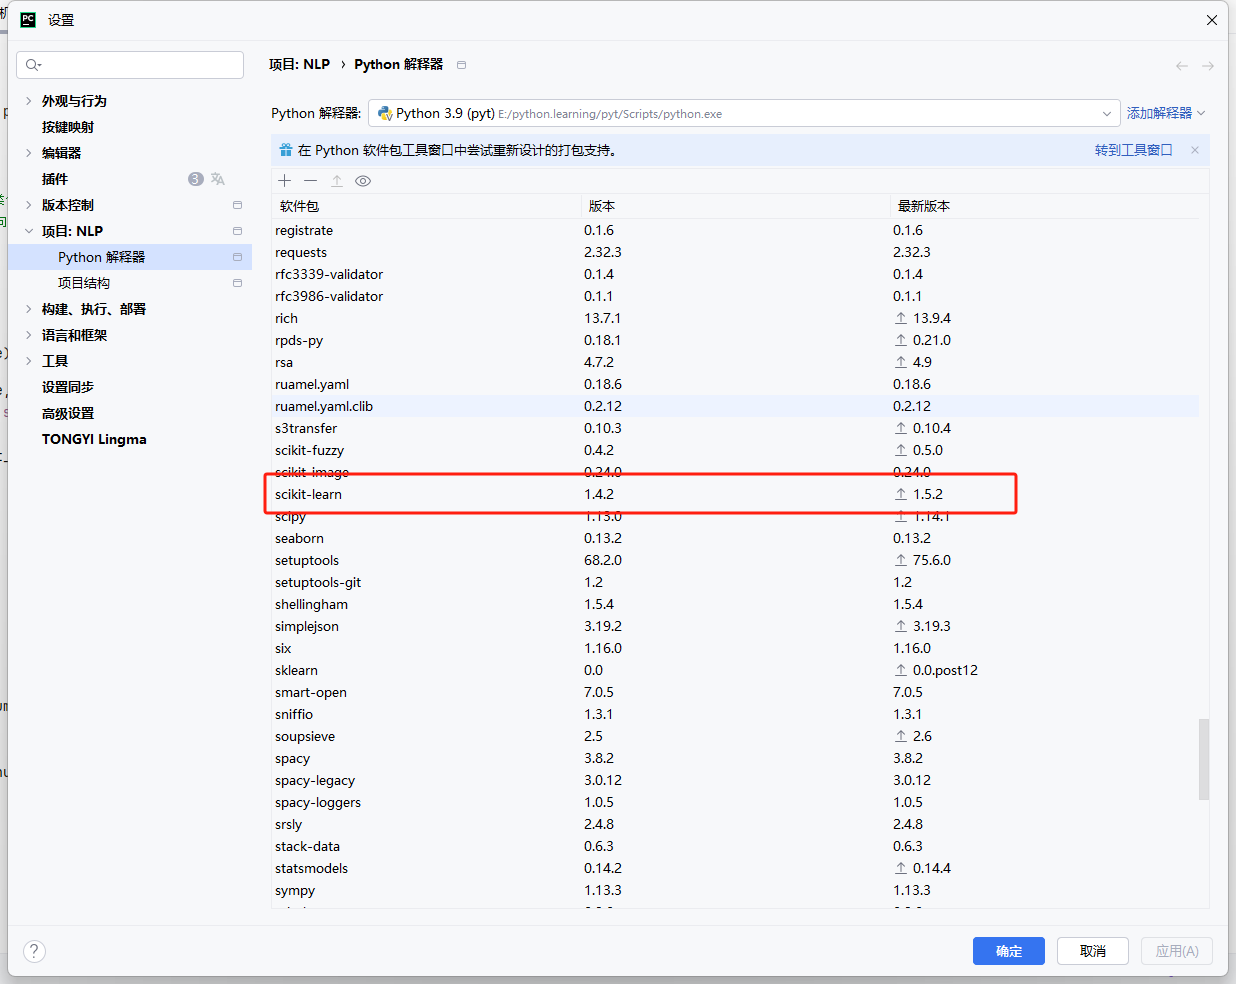 设置
外观与行为
按键映射
编辑器
插件 3
版本控制
项目: NLP
Python 解释器
项目结构
构建、执行、部署
语言和框架
工具
设置同步
高级设置
TONGYI Lingma
项目: NLP › Python 解释器
Python 解释器: Python 3.9 (pyt) E:/python.learning/pyt/Scripts/python.exe 添加解释器
在 Python 软件包工具窗口中尝试重新设计的打包支持。 转到工具窗口
软件包 版本 最新版本
registrate 0.1.6 0.1.6
requests 2.32.3 2.32.3
rfc3339-validator 0.1.4 0.1.4
rfc3986-validator 0.1.1 0.1.1
rich 13.7.1 13.9.4
rpds-py 0.18.1 0.21.0
rsa 4.7.2 4.9
ruamel.yaml 0.18.6 0.18.6
ruamel.yaml.clib 0.2.12 0.2.12
s3transfer 0.10.3 0.10.4
scikit-fuzzy 0.4.2 0.5.0
scikit-image 0.24.0 0.24.0
scikit-learn 1.4.2 1.5.2
scipy 1.13.0 1.14.1
seaborn 0.13.2 0.13.2
setuptools 68.2.0 75.6.0
setuptools-git 1.2 1.2
shellingham 1.5.4 1.5.4
simplejson 3.19.2 3.19.3
six 1.16.0 1.16.0
sklearn 0.0 0.0.post12
smart-open 7.0.5 7.0.5
sniffio 1.3.1 1.3.1
soupsieve 2.5 2.6
spacy 3.8.2 3.8.2
spacy-legacy 3.0.12 3.0.12
spacy-loggers 1.0.5 1.0.5
srsly 2.4.8 2.4.8
stack-data 0.6.3 0.6.3
statsmodels 0.14.2 0.14.4
sympy 1.13.3 1.13.3
? 确定 取消 应用(A)